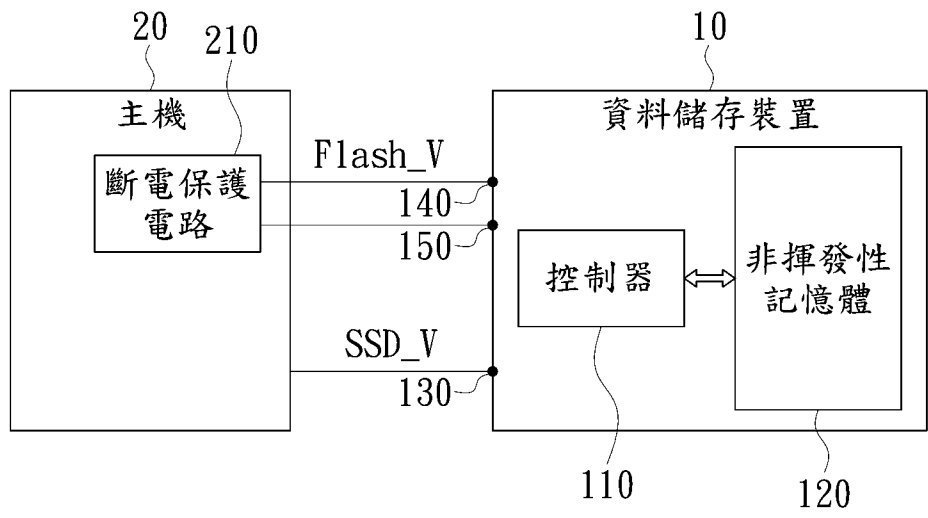 20
210
10
主機
資料儲存裝置
斷電保護
電路
Flash_V
140
150
控制器
非揮發性
記憶體
SSD_V
130
110
120